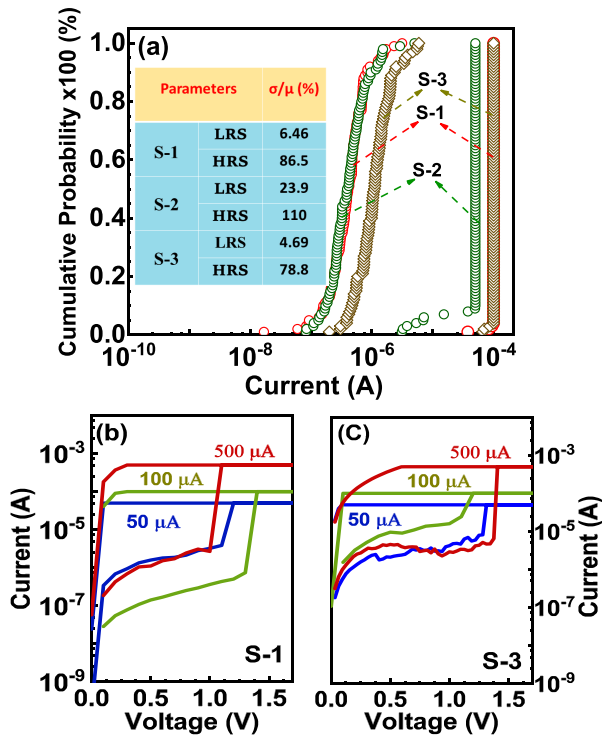 (a)
Cumulative Probability x100 (%)
1.0
0.8
0.6
0.4
0.2
0.0
Parameters σ/μ (%)
S-1 LRS 6.46
HRS 86.5
S-2 LRS 23.9
HRS 110
S-3 LRS 4.69
HRS 78.8
S-3
S-1
S-2
10⁻¹⁰ 10⁻⁸ 10⁻⁶ 10⁻⁴
Current (A)
(b)
Current (A)
10⁻³
10⁻⁵
10⁻⁷
10⁻⁹
500 μA
100 μA
50 μA
S-1
0.0 0.5 1.0 1.5
Voltage (V)
(C)
500 μA
100 μA
50 μA
S-3
10⁻³
10⁻⁵
10⁻⁷
10⁻⁹
Current (A)
0.0 0.5 1.0 1.5
Voltage (V)